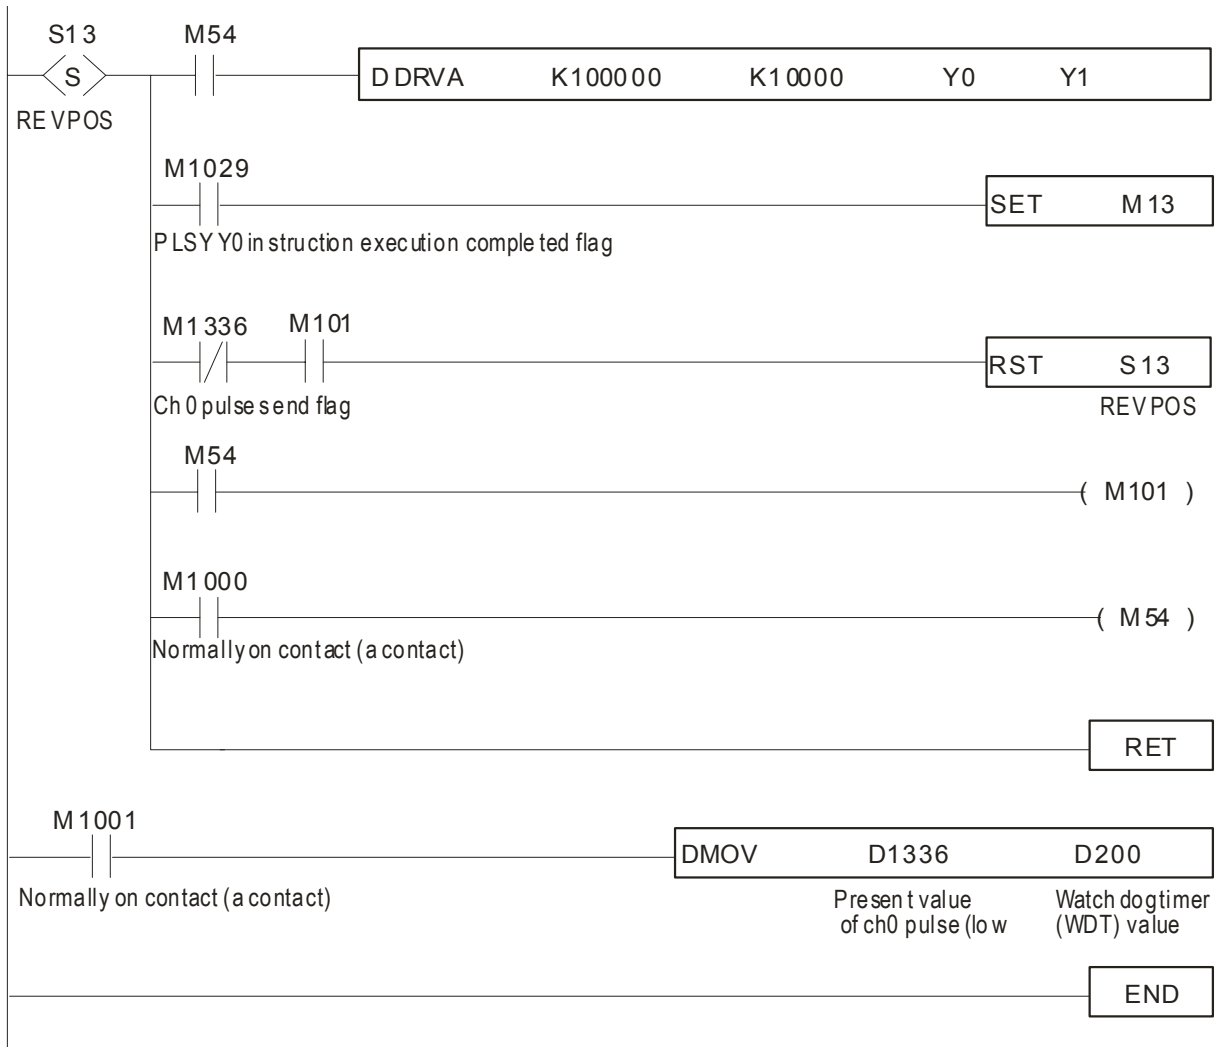 S13 M54
S
DDRVA K100000 K10000 Y0 Y1
REVPOS
M1029
SET M13
PLSY Y0 instruction execution completed flag
M1336 M101
RST S13
Ch0 pulse send flag
REVPOS
M54
( M101 )
M1000
( M54 )
Normally on contact (a contact)
RET
M1001
DMOV D1336 D200
Normally on contact (a contact)
Present value
of ch0 pulse (low
Watch dog timer
(WDT) value
END